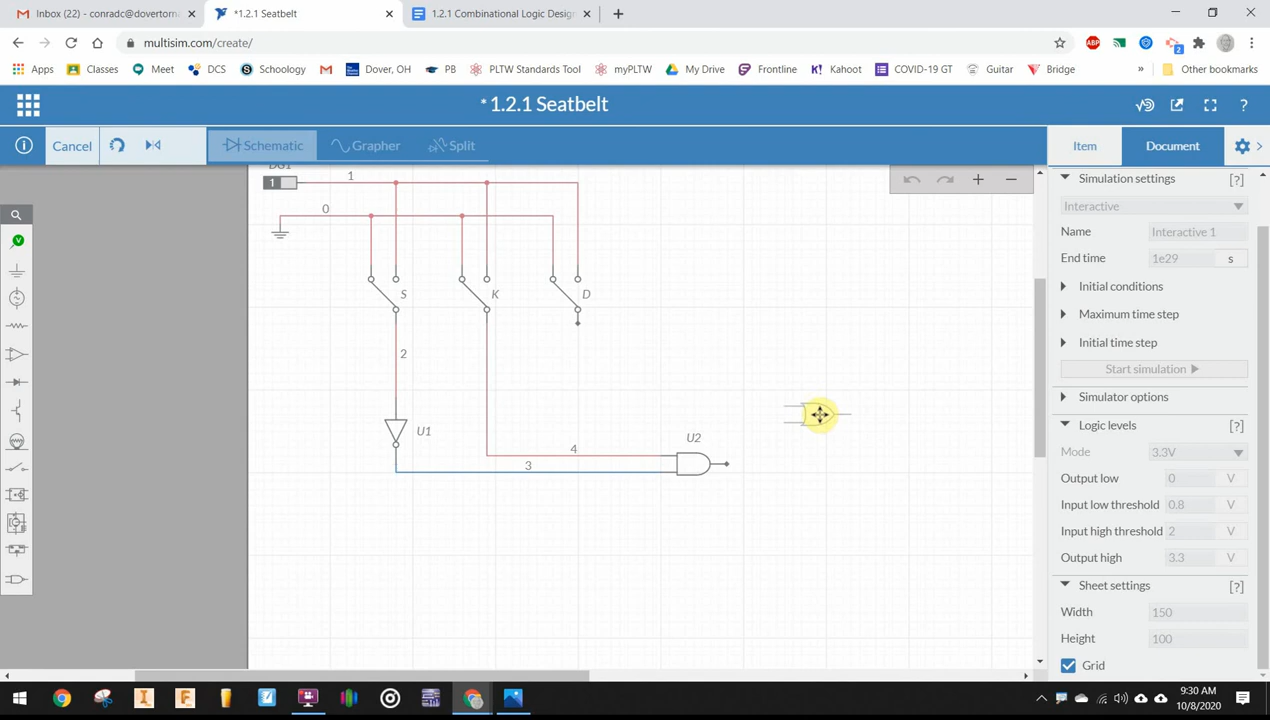 Inbox (22) - conradc@dovertorna
*1.2.1 Seatbelt
1.2.1 Combinational Logic Design
multisim.com/create/
ABP
2
Apps
Classes
Meet
DCS
Schoology
Dover, OH
PB
PLTW Standards Tool
myPLTW
My Drive
Frontline
Kahoot
COVID-19 GT
Guitar
Bridge
»
Other bookmarks
* 1.2.1 Seatbelt
?
Cancel
Schematic
Grapher
Split
Item
Document
V
1
1
0
S
K
D
2
U1
U2
4
3
Simulation settings [?]
Interactive
Name Interactive 1
End time 1e29 s
Initial conditions
Maximum time step
Initial time step
Start simulation
Simulator options
Logic levels [?]
Mode 3.3V
Output low 0 V
Input low threshold 0.8 V
Input high threshold 2 V
Output high 3.3 V
Sheet settings [?]
Width 150
Height 100
Grid
9:30 AM
10/8/2020